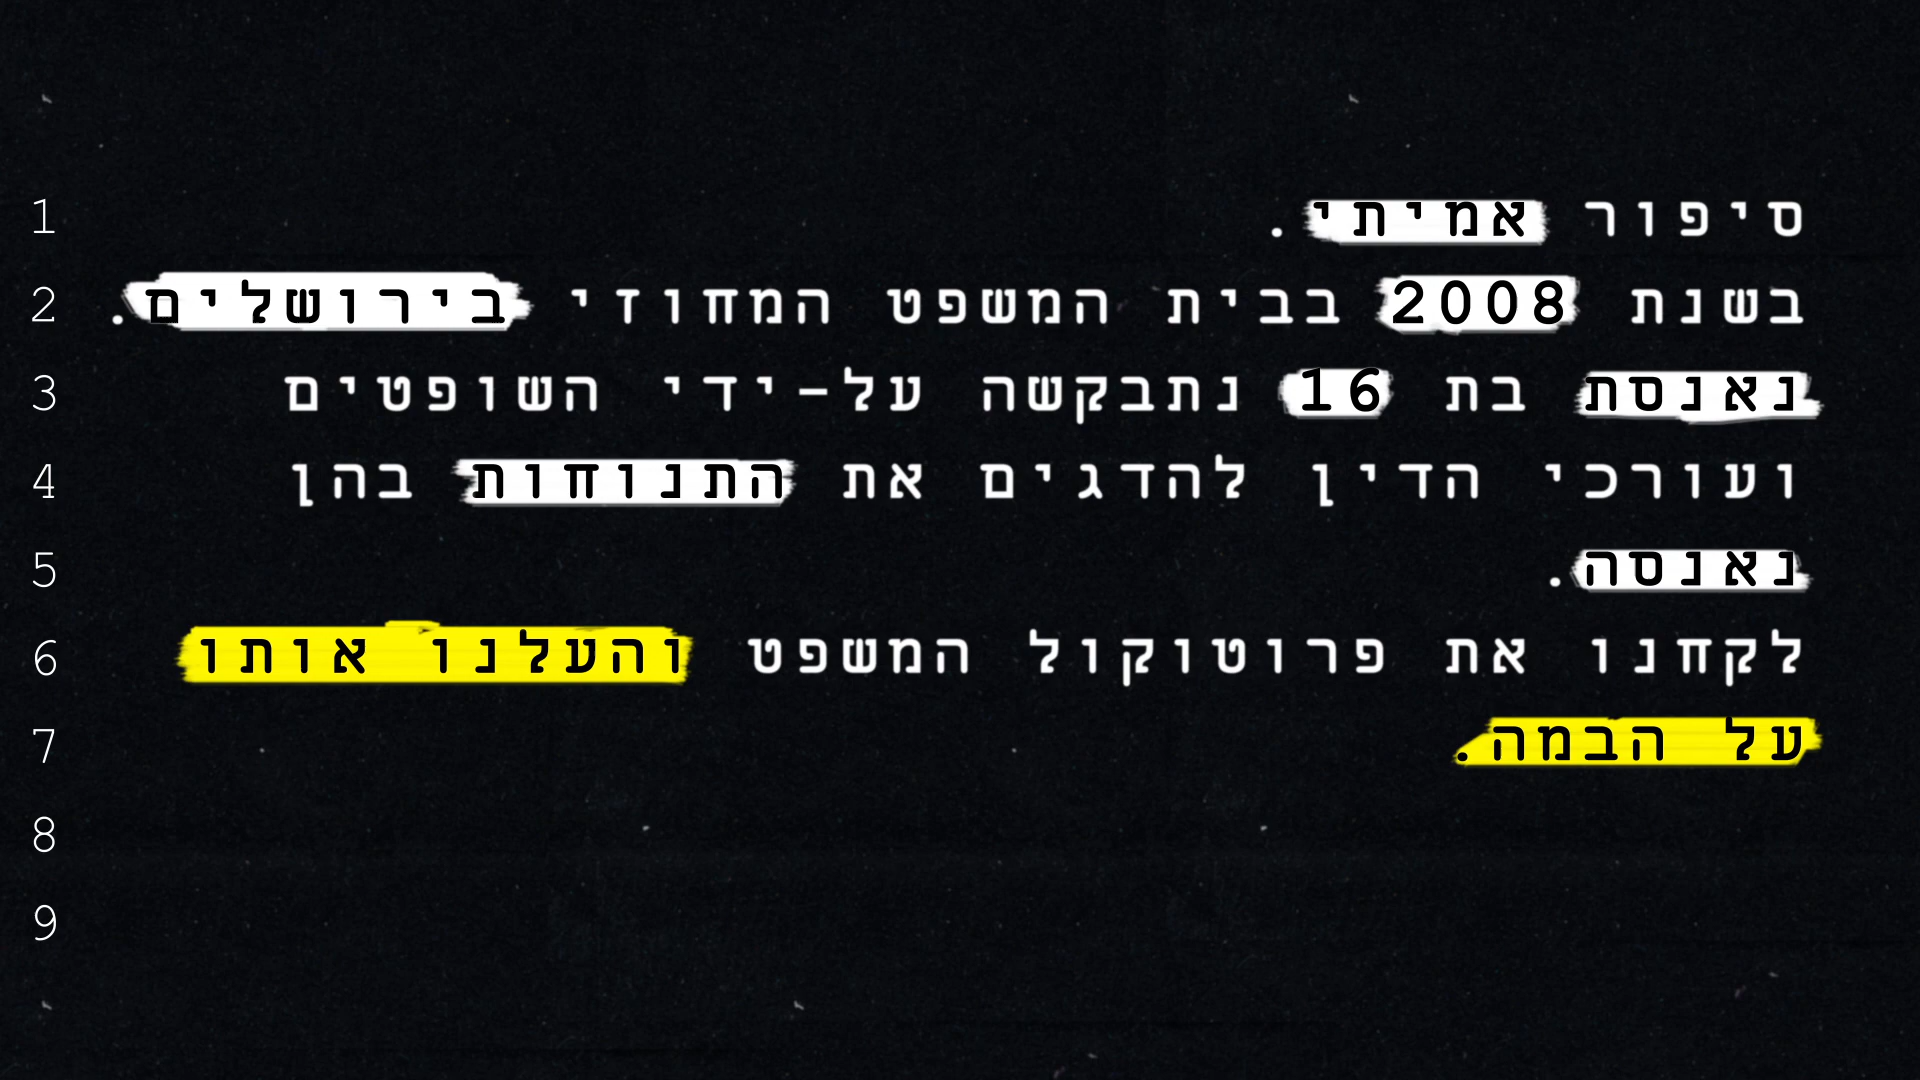 1 סיפור אמיתי.
2 בשנת 2008 בבית המשפט המחוזי בירושלים.
3 נאנסת בת 16 נתבקשה על-ידי השופטים
4 ועורכי הדין להדגים את התנוחות בהן
5 נאנסה.
6 לקחנו את פרוטוקול המשפט והעלנו אותו
7 על הבמה.
8
9